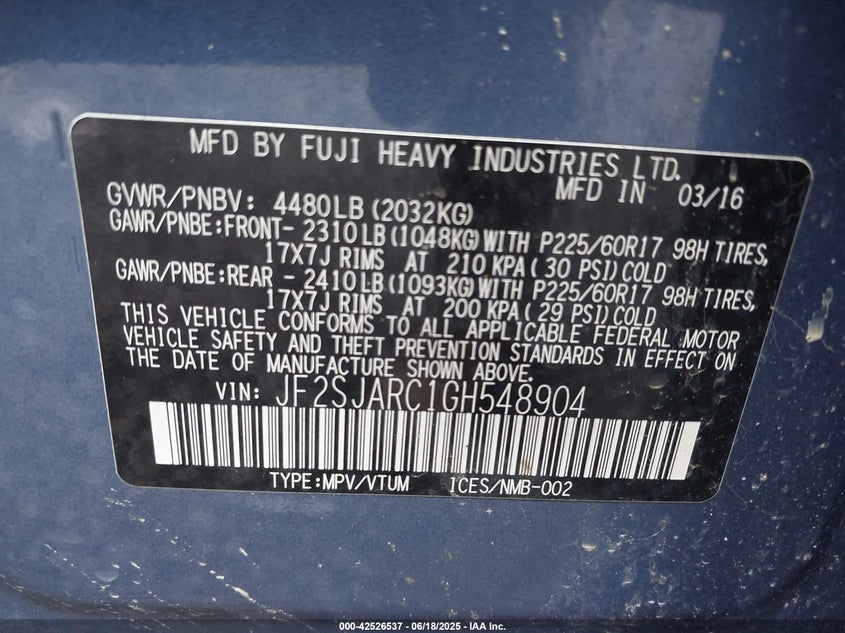 MFD BY FUJI HEAVY INDUSTRIES LTD.
MFD IN 03/16
GVWR/PNBV: 4480LB (2032KG)
GAWR/PNBE:FRONT- 2310LB (1048KG) WITH P225/60R17 98H TIRES,
17X7J RIMS AT 210 KPA( 30 PSI) COLD
GAWR/PNBE:REAR - 2410LB (1093KG) WITH P225/60R17 98H TIRES,
17X7J RIMS AT 200 KPA( 29 PSI) COLD
THIS VEHICLE CONFORMS TO ALL APPLICABLE FEDERAL MOTOR
VEHICLE SAFETY AND THEFT PREVENTION STANDARDS IN EFFECT ON
THE DATE OF MANUFACTURE SHOWN ABOVE.
VIN: JF2SJARC1GH548904
TYPE:MPV/VTUM ICES/NMB-002
000-42526537 - 06/18/2025 - IAA Inc.